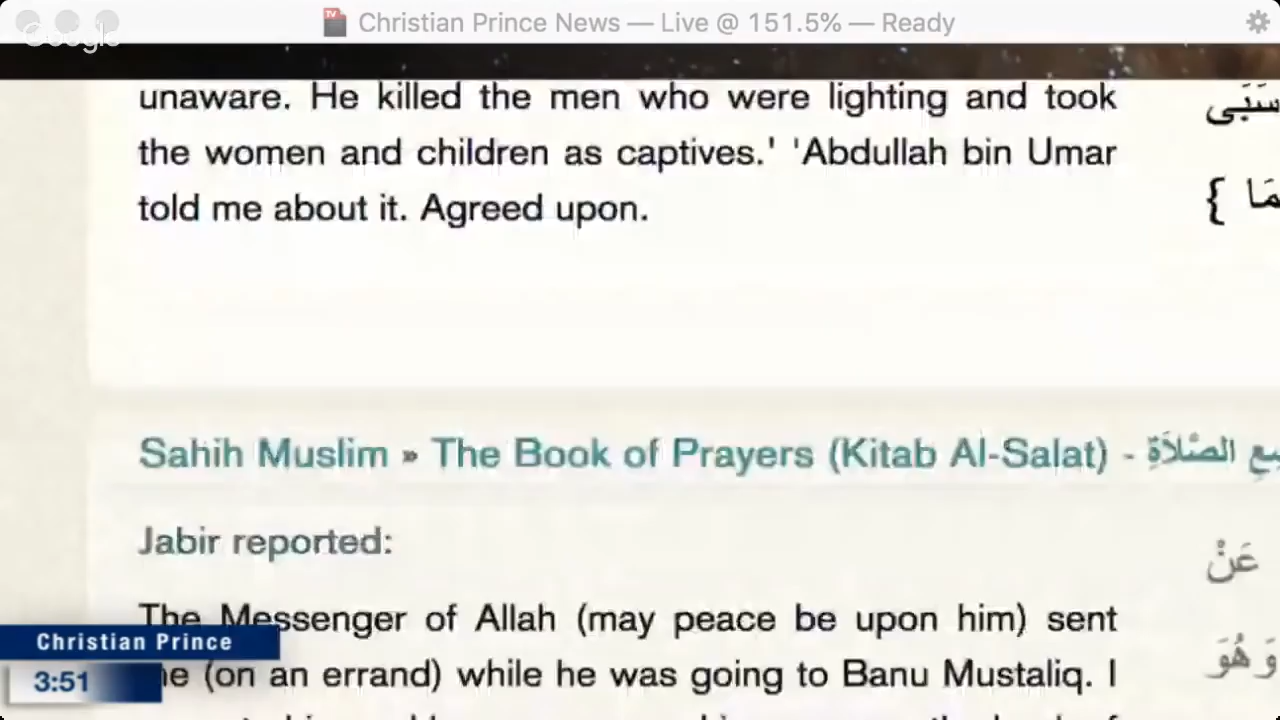 Christian Prince News — Live @ 151.5% — Ready
Google
unaware. He killed the men who were lighting and took
the women and children as captives.' 'Abdullah bin Umar
told me about it. Agreed upon.
مَا }
Sahih Muslim » The Book of Prayers (Kitab Al-Salat) -
Jabir reported:
عَنْ
The Messenger of Allah (may peace be upon him) sent
me (on an errand) while he was going to Banu Mustaliq. I
وَهُوَ
Christian Prince
3:51